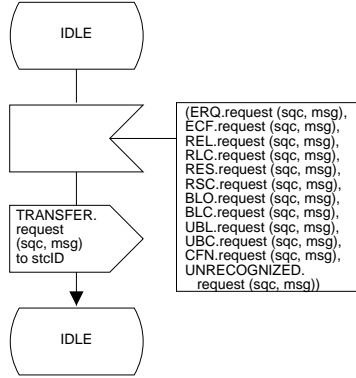 IDLE
(ERQ.request (sqc, msg),
ECF.request (sqc, msg),
REL.request (sqc, msg),
RLC.request (sqc, msg),
RES.request (sqc, msg),
RSC.request (sqc, msg),
BLO.request (sqc, msg),
BLC.request (sqc, msg),
UBL.request (sqc, msg),
UBC.request (sqc, msg),
CFN.request (sqc, msg),
UNRECOGNIZED.
request (sqc, msg))
TRANSFER.
request
(sqc, msg)
to stcID
IDLE